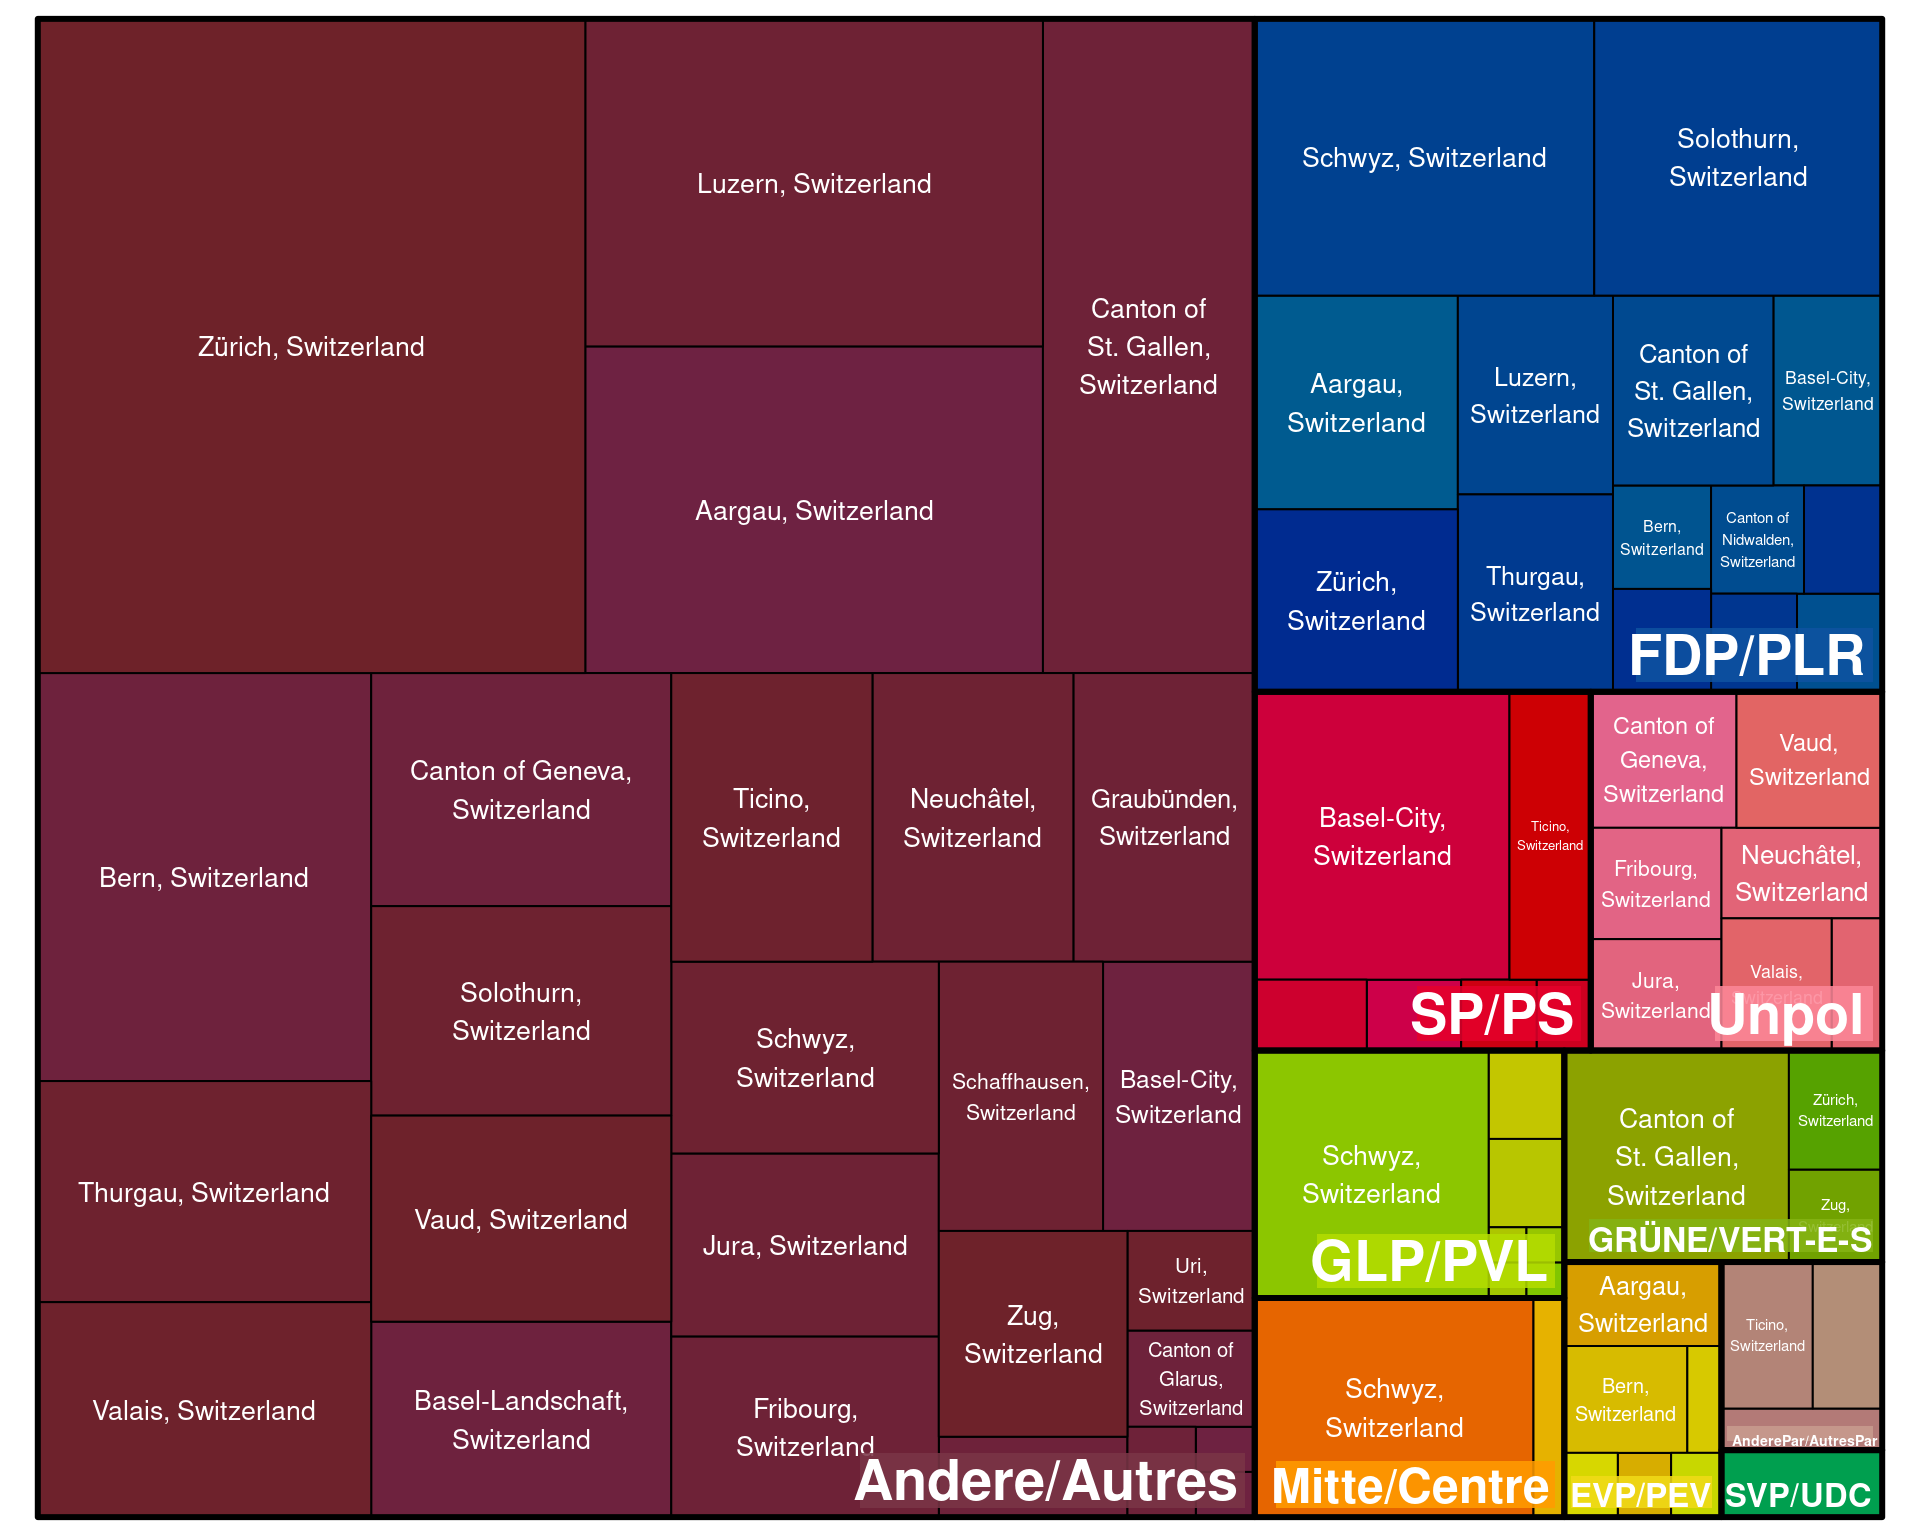 Zürich, Switzerland
Luzern, Switzerland
Aargau, Switzerland
Canton of
St. Gallen,
Switzerland
Bern, Switzerland
Thurgau, Switzerland
Valais, Switzerland
Canton of Geneva,
Switzerland
Solothurn,
Switzerland
Vaud, Switzerland
Basel-Landschaft,
Switzerland
Ticino,
Switzerland
Neuchâtel,
Switzerland
Graubünden,
Switzerland
Schwyz,
Switzerland
Jura, Switzerland
Fribourg,
Switzerland
Schaffhausen,
Switzerland
Basel-City,
Switzerland
Zug,
Switzerland
Uri,
Switzerland
Canton of
Glarus,
Switzerland
Andere/Autres
Schwyz, Switzerland
Solothurn,
Switzerland
Aargau,
Switzerland
Zürich,
Switzerland
Luzern,
Switzerland
Thurgau,
Switzerland
Canton of
St. Gallen,
Switzerland
Basel-City,
Switzerland
Bern,
Switzerland
Canton of
Nidwalden,
Switzerland
FDP/PLR
Basel-City,
Switzerland
Ticino,
Switzerland
SP/PS
Canton of
Geneva,
Switzerland
Vaud,
Switzerland
Fribourg,
Switzerland
Neuchâtel,
Switzerland
Jura,
Switzerland
Valais,
Switzerland
Unpol
Schwyz,
Switzerland
GLP/PVL
Canton of
St. Gallen,
Switzerland
Zürich,
Switzerland
Zug,
Switzerland
GRÜNE/VERT-E-S
Schwyz,
Switzerland
Mitte/Centre
Aargau,
Switzerland
Bern,
Switzerland
EVP/PEV
Ticino,
Switzerland
AnderePar/AutresPar
SVP/UDC